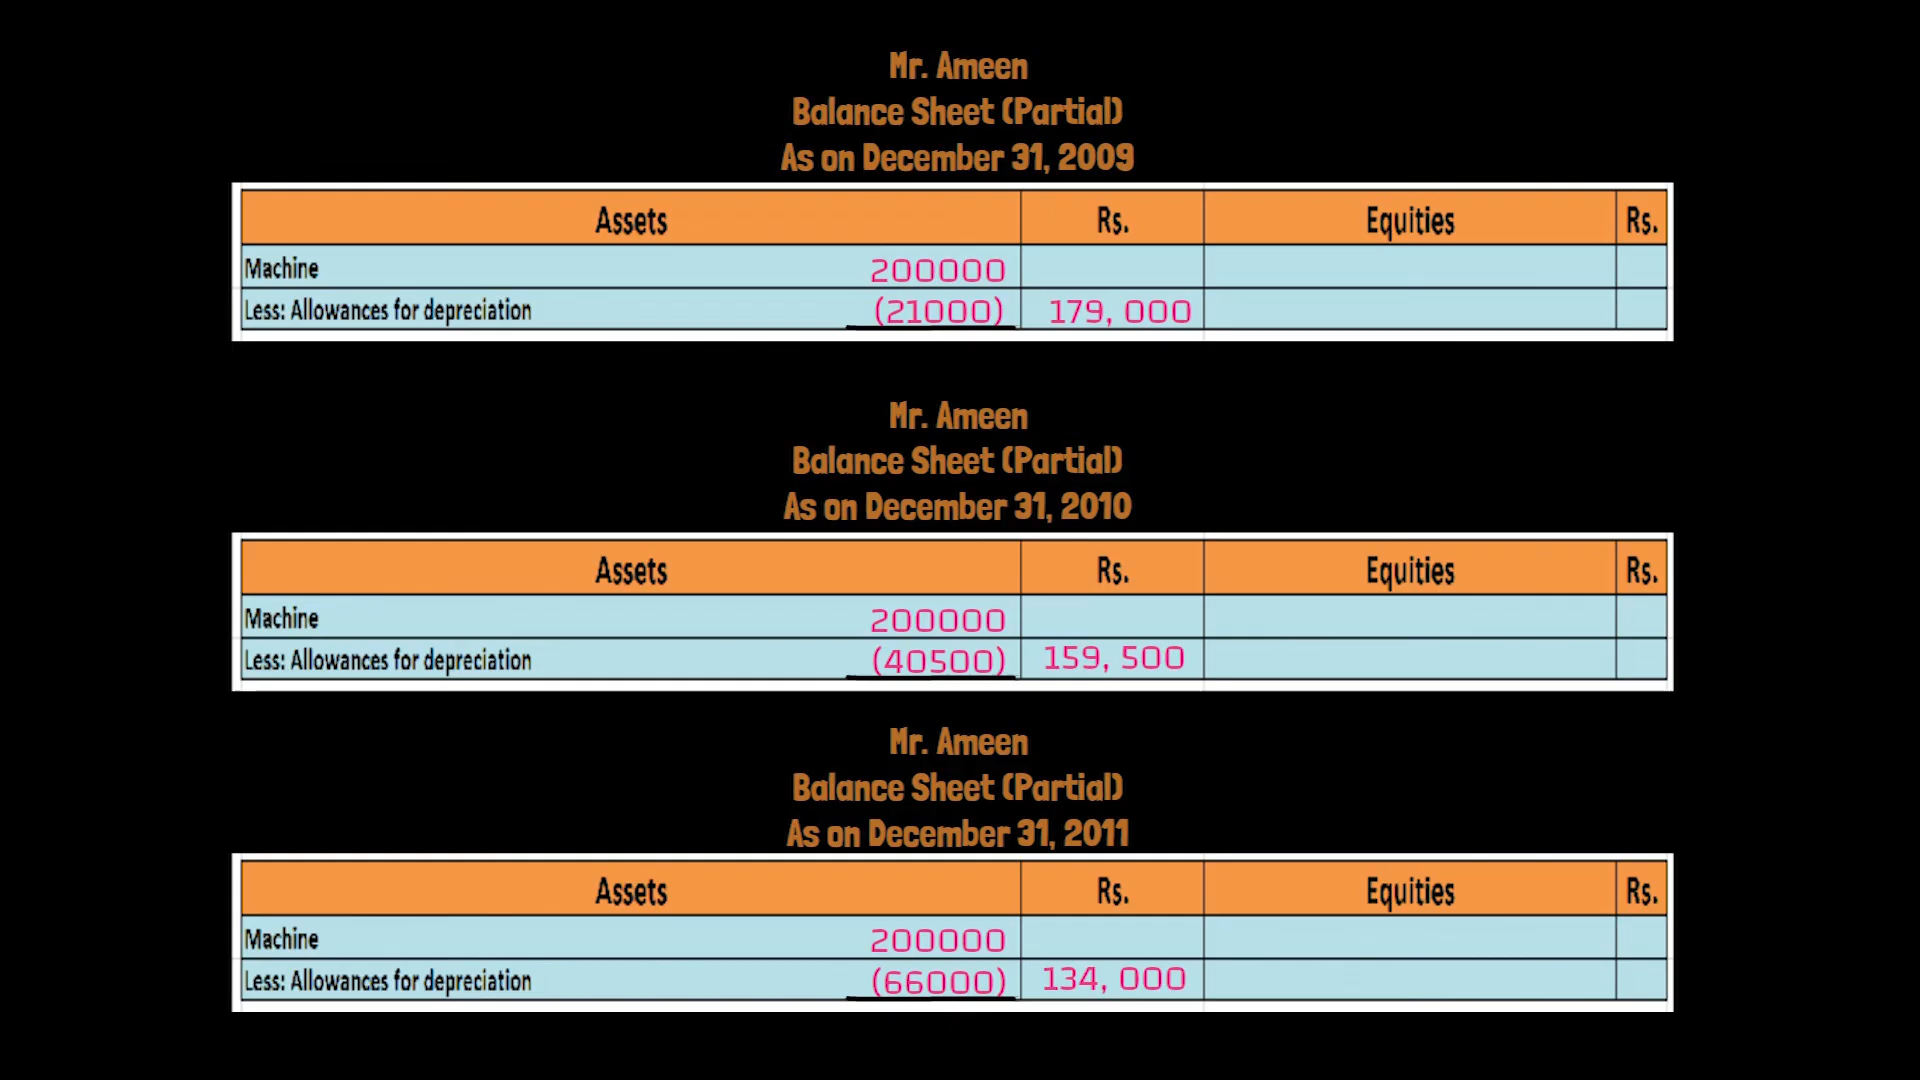 Mr. Ameen
Balance Sheet (Partial)
As on December 31, 2009
Assets Rs. Equities Rs.
Machine 200000
Less: Allowances for depreciation (21000) 179, 000
Mr. Ameen
Balance Sheet (Partial)
As on December 31, 2010
Assets Rs. Equities Rs.
Machine 200000
Less: Allowances for depreciation (40500) 159, 500
Mr. Ameen
Balance Sheet (Partial)
As on December 31, 2011
Assets Rs. Equities Rs.
Machine 200000
Less: Allowances for depreciation (66000) 134, 000